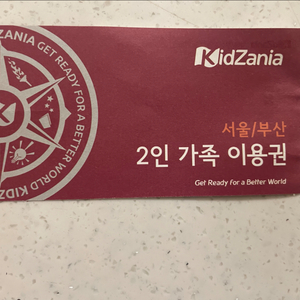 KidZania
서울/부산
2인 가족 이용권
Get Ready for a Better World
GET READY FOR A BETTER WORLD KIDZ